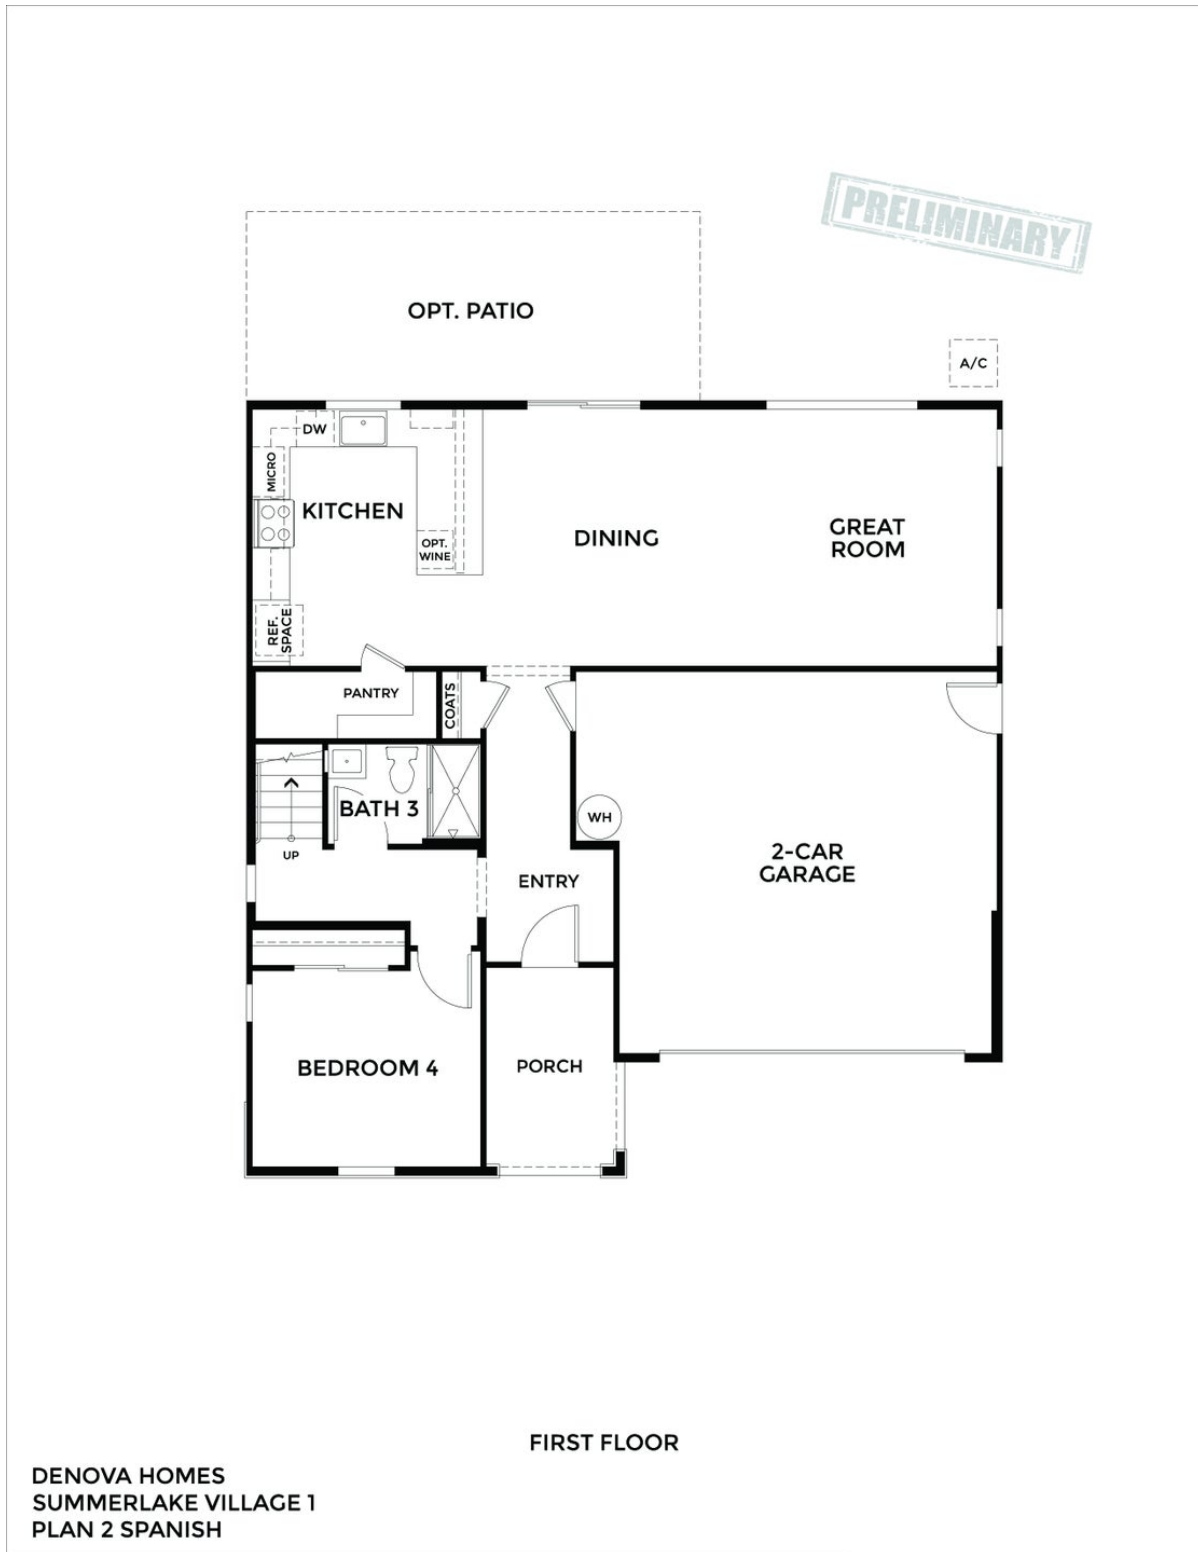 PRELIMINARY
OPT. PATIO
A/C
DW
MICRO
KITCHEN
OPT.
WINE
DINING
GREAT
ROOM
REF.
SPACE
PANTRY
COATS
BATH 3
UP
WH
ENTRY
2-CAR
GARAGE
BEDROOM 4
PORCH
FIRST FLOOR
DENOVA HOMES
SUMMERLAKE VILLAGE 1
PLAN 2 SPANISH